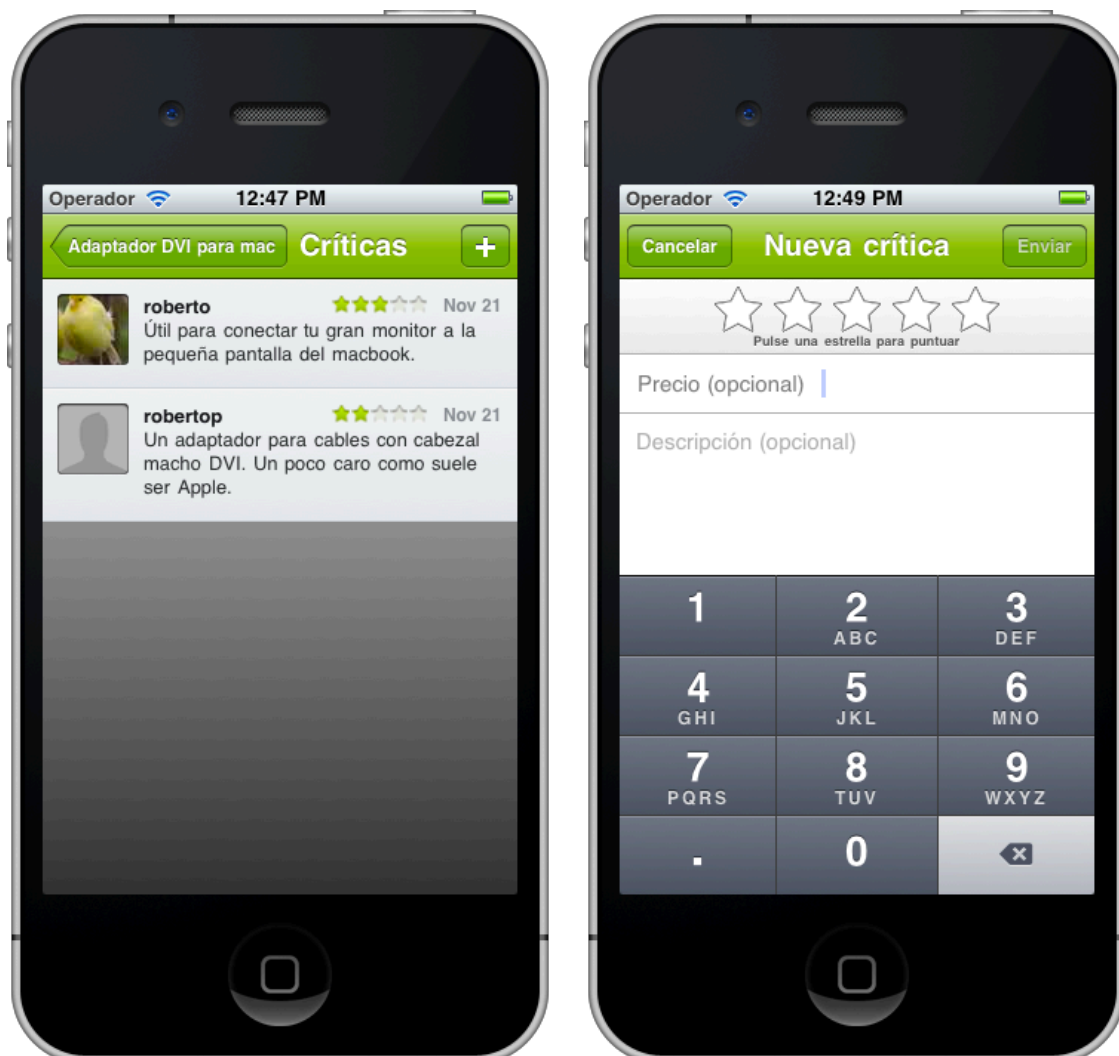 Operador 12:47 PM
Adaptador DVI para mac Críticas +
roberto Nov 21
Útil para conectar tu gran monitor a la
pequeña pantalla del macbook.
robertop Nov 21
Un adaptador para cables con cabezal
macho DVI. Un poco caro como suele
ser Apple.
Operador 12:49 PM
Cancelar Nueva crítica Enviar
Pulse una estrella para puntuar
Precio (opcional)
Descripción (opcional)
1 2 3
ABC DEF
4 5 6
GHI JKL MNO
7 8 9
PQRS TUV WXYZ
. 0